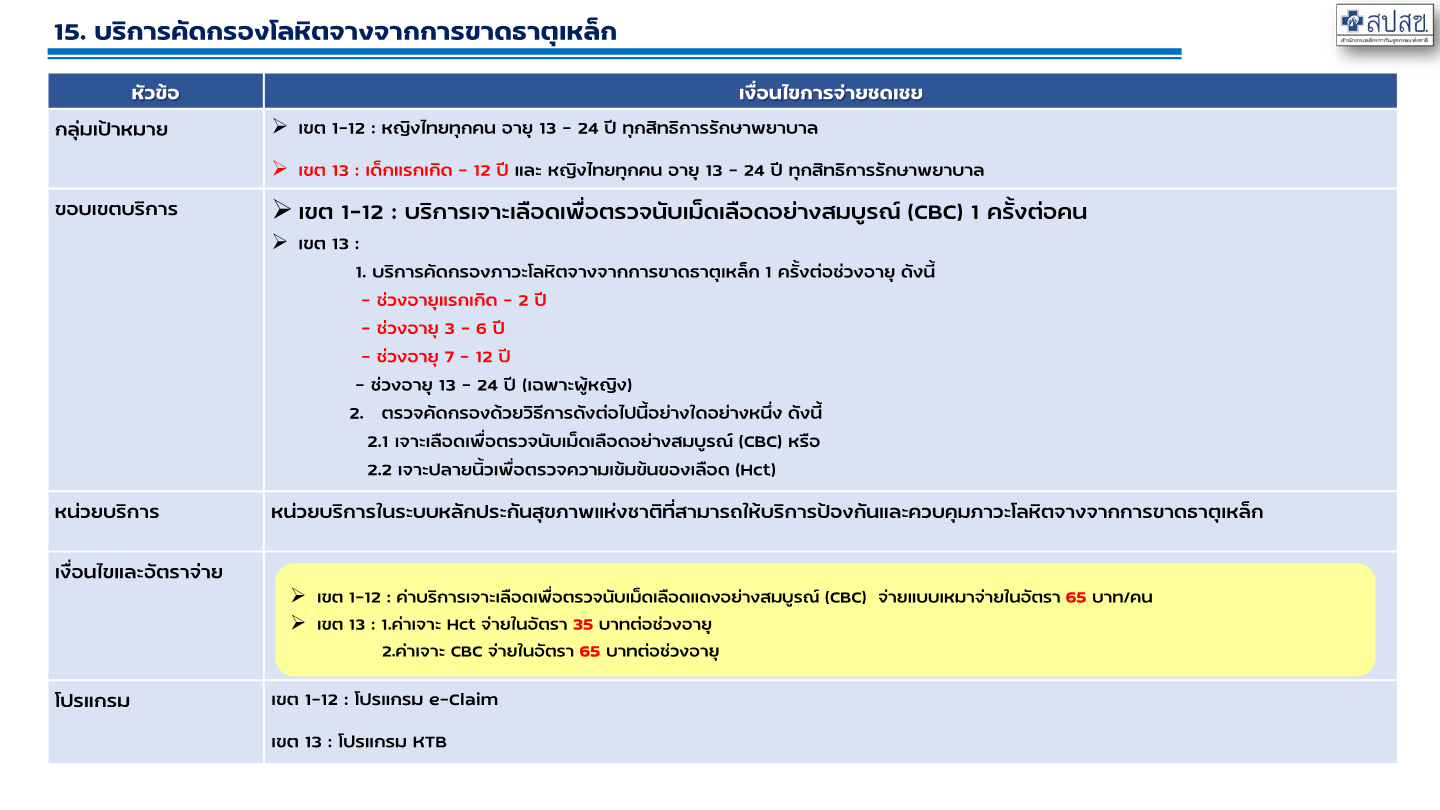 15. บริการคัดกรองโลหิตจางจากการขาดธาตุเหล็ก
สปสช.
สำนักงานหลักประกันสุขภาพแห่งชาติ
หัวข้อ
เงื่อนไขการจ่ายชดเชย
กลุ่มเป้าหมาย
➢ เขต 1-12 : หญิงไทยทุกคน อายุ 13 - 24 ปี ทุกสิทธิการรักษาพยาบาล
➢ เขต 13 : เด็กแรกเกิด - 12 ปี และ หญิงไทยทุกคน อายุ 13 - 24 ปี ทุกสิทธิการรักษาพยาบาล
ขอบเขตบริการ
➢ เขต 1-12 : บริการเจาะเลือดเพื่อตรวจนับเม็ดเลือดอย่างสมบูรณ์ (CBC) 1 ครั้งต่อคน
➢ เขต 13 :
1. บริการคัดกรองภาวะโลหิตจางจากการขาดธาตุเหล็ก 1 ครั้งต่อช่วงอายุ ดังนี้
- ช่วงอายุแรกเกิด - 2 ปี
- ช่วงอายุ 3 - 6 ปี
- ช่วงอายุ 7 - 12 ปี
- ช่วงอายุ 13 - 24 ปี (เฉพาะผู้หญิง)
2. ตรวจคัดกรองด้วยวิธีการดังต่อไปนี้อย่างใดอย่างหนึ่ง ดังนี้
2.1 เจาะเลือดเพื่อตรวจนับเม็ดเลือดอย่างสมบูรณ์ (CBC) หรือ
2.2 เจาะปลายนิ้วเพื่อตรวจความเข้มข้นของเลือด (Hct)
หน่วยบริการ
หน่วยบริการในระบบหลักประกันสุขภาพแห่งชาติที่สามารถให้บริการป้องกันและควบคุมภาวะโลหิตจางจากการขาดธาตุเหล็ก
เงื่อนไขและอัตราจ่าย
➢ เขต 1-12 : ค่าบริการเจาะเลือดเพื่อตรวจนับเม็ดเลือดแดงอย่างสมบูรณ์ (CBC) จ่ายแบบเหมาจ่ายในอัตรา 65 บาท/คน
➢ เขต 13 : 1.ค่าเจาะ Hct จ่ายในอัตรา 35 บาทต่อช่วงอายุ
2.ค่าเจาะ CBC จ่ายในอัตรา 65 บาทต่อช่วงอายุ
โปรแกรม
เขต 1-12 : โปรแกรม e-Claim
เขต 13 : โปรแกรม KTB